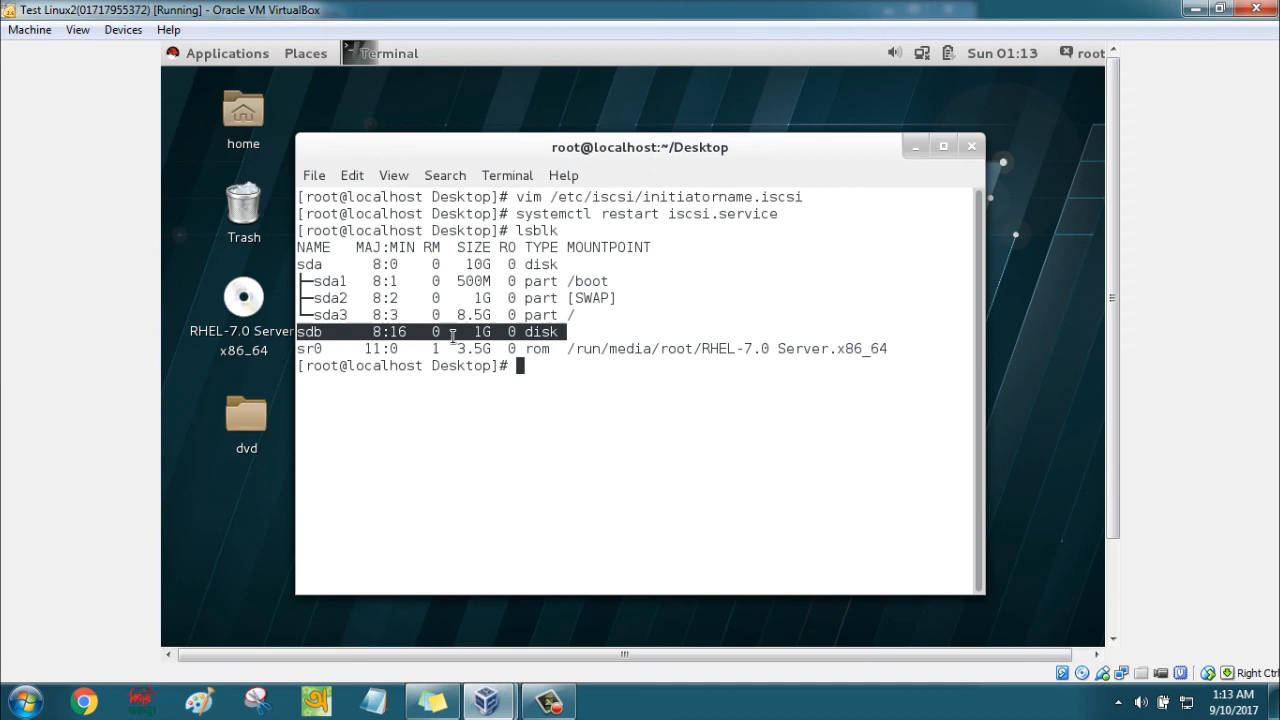 Test Linux2(01717955372) [Running] - Oracle VM VirtualBox
Machine View Devices Help
Applications Places Terminal Sun 01:13 root
home
Trash
RHEL-7.0 Server
x86_64
dvd
root@localhost:~/Desktop
File Edit View Search Terminal Help
[root@localhost Desktop]# vim /etc/iscsi/initiatorname.iscsi
[root@localhost Desktop]# systemctl restart iscsi.service
[root@localhost Desktop]# lsblk
NAME MAJ:MIN RM SIZE RO TYPE MOUNTPOINT
sda 8:0 0 10G 0 disk
├─sda1 8:1 0 500M 0 part /boot
├─sda2 8:2 0 1G 0 part [SWAP]
└─sda3 8:3 0 8.5G 0 part /
sdb 8:16 0 1G 0 disk
sr0 11:0 1 3.5G 0 rom /run/media/root/RHEL-7.0 Server.x86_64
[root@localhost Desktop]#
Right Ctrl
1:13 AM
9/10/2017